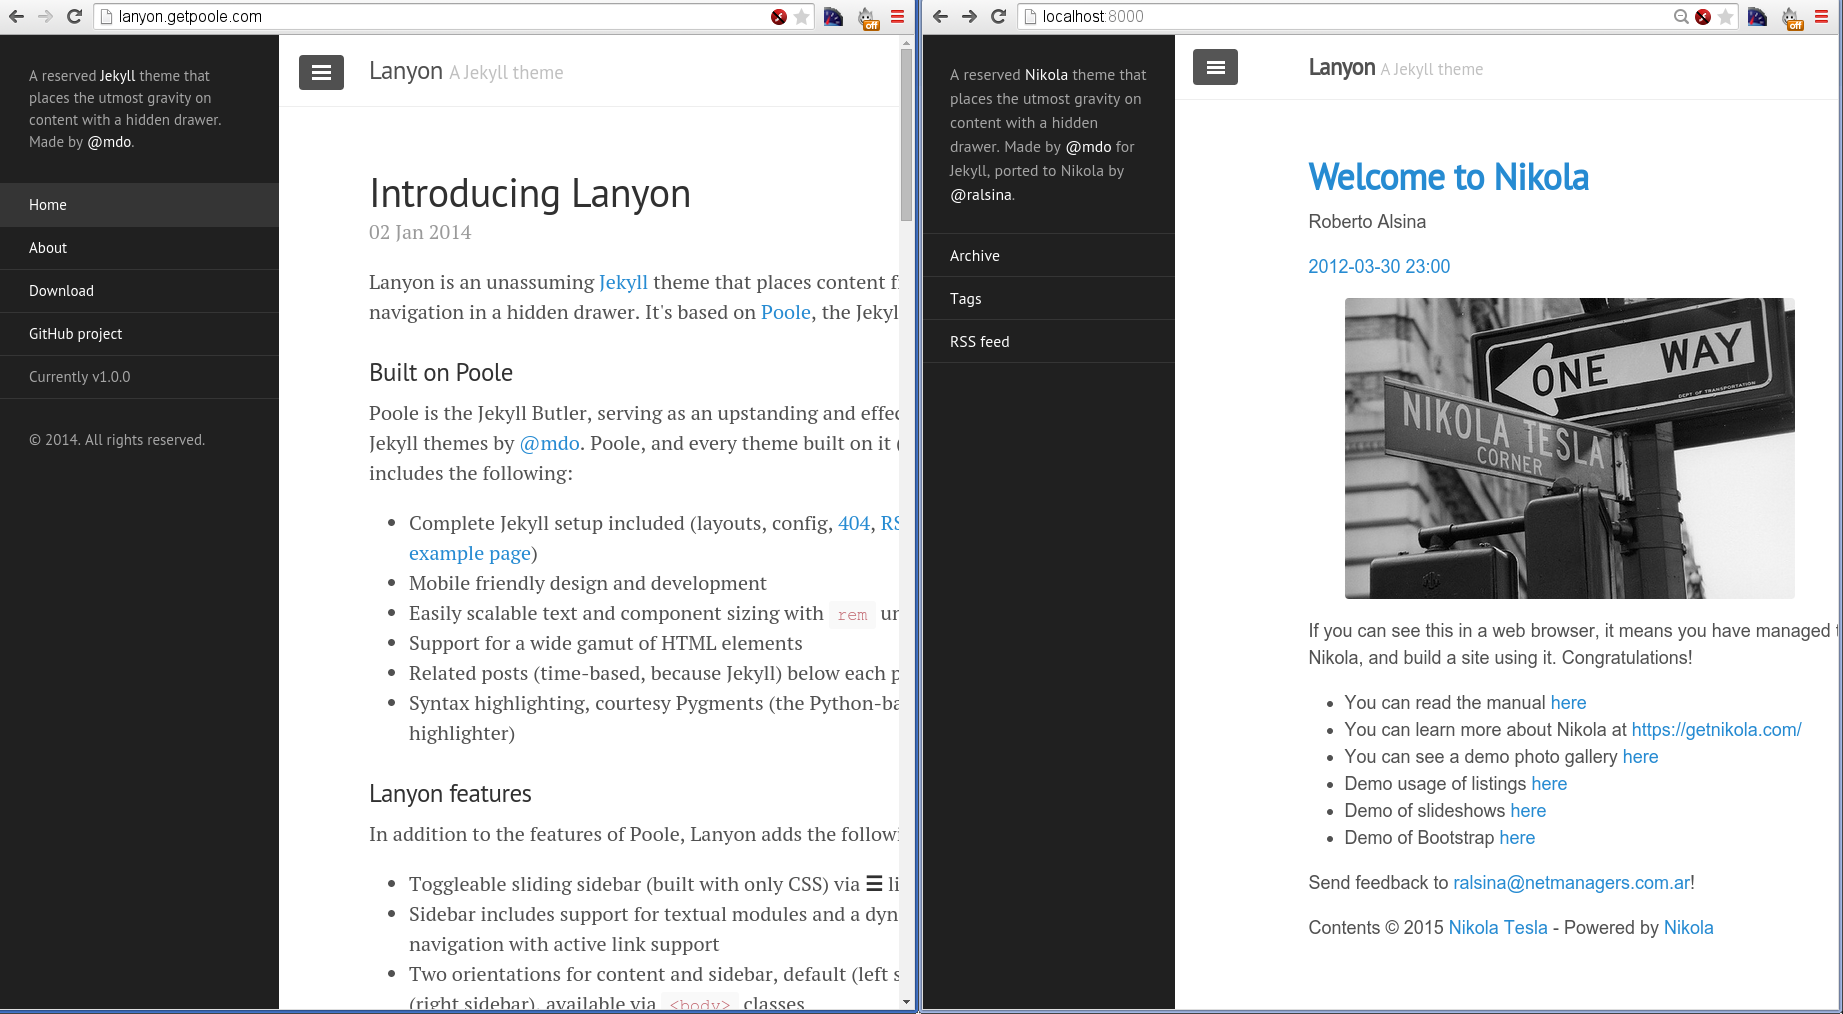 lanyon.getpoole.com
off
A reserved Jekyll theme that
places the utmost gravity on
content with a hidden drawer.
Made by @mdo.
Home
About
Download
GitHub project
Currently v1.0.0
© 2014. All rights reserved.
Lanyon A Jekyll theme
Introducing Lanyon
02 Jan 2014
Lanyon is an unassuming Jekyll theme that places content
navigation in a hidden drawer. It's based on Poole, the
Built on Poole
Poole is the Jekyll Butler, serving as an upstanding and
Jekyll themes by @mdo. Poole, and every theme built on it
includes the following:
• Complete Jekyll setup included (layouts, config, 404,
example page)
• Mobile friendly design and development
• Easily scalable text and component sizing with rem
• Support for a wide gamut of HTML elements
• Related posts (time-based, because Jekyll) below each
• Syntax highlighting, courtesy Pygments (the
highlighter)
Lanyon features
In addition to the features of Poole, Lanyon adds the
• Toggleable sliding sidebar (built with only CSS) via ☰
• Sidebar includes support for textual modules and a
navigation with active link support
• Two orientations for content and sidebar, default (left
(right sidebar), available via <body> classes
localhost:8000
off
A reserved Nikola theme that
places the utmost gravity on
content with a hidden
drawer. Made by @mdo for
Jekyll, ported to Nikola by
@ralsina.
Archive
Tags
RSS feed
Lanyon A Jekyll theme
Welcome to Nikola
Roberto Alsina
2012-03-30 23:00
ONE WAY
DEPT OF TRANSPORTATION
NIKOLA TESLA
CORNER
If you can see this in a web browser, it means you have managed
Nikola, and build a site using it. Congratulations!
• You can read the manual here
• You can learn more about Nikola at https://getnikola.com/
• You can see a demo photo gallery here
• Demo usage of listings here
• Demo of slideshows here
• Demo of Bootstrap here
Send feedback to ralsina@netmanagers.com.ar!
Contents © 2015 Nikola Tesla - Powered by Nikola